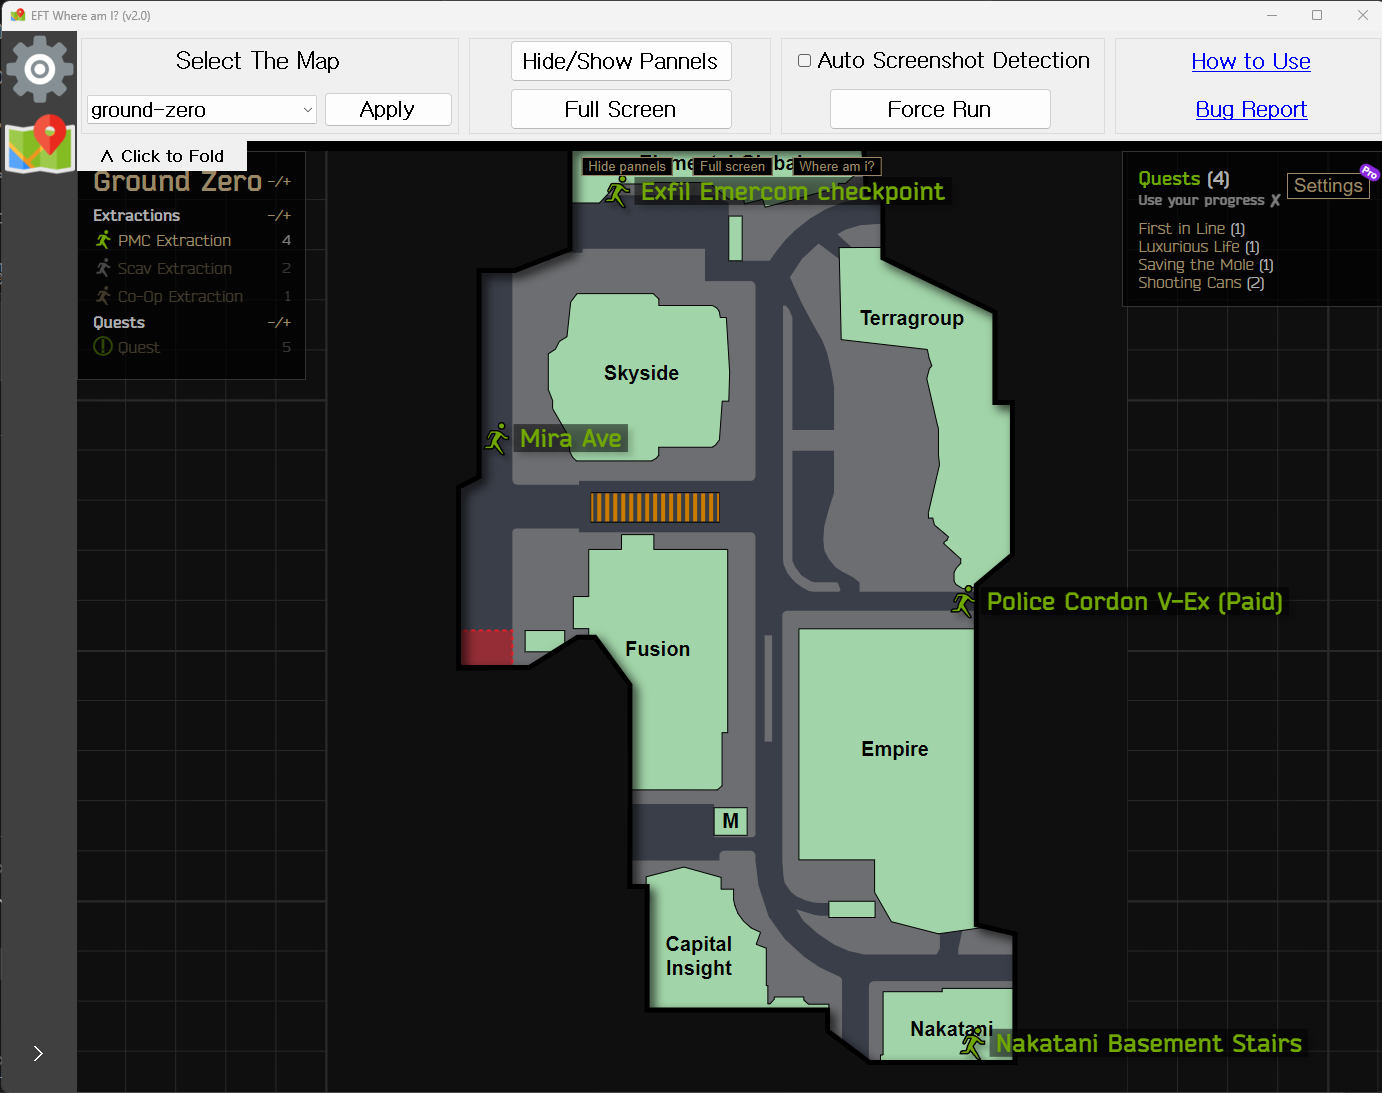 EFT Where am I? (v2.0)
Select The Map
Hide/Show Pannels
Auto Screenshot Detection
How to Use
ground-zero
Apply
Full Screen
Force Run
Bug Report
∧ Click to Fold
Ground Zero -/+
Extractions -/+
PMC Extraction 4
Scav Extraction 2
Co-Op Extraction 1
Quests -/+
Quest 5
Hide pannels
Full screen
Where am i?
Exfil Emercom checkpoint
Quests (4)
Use your progress ✗
Settings
Pro
First in Line (1)
Luxurious Life (1)
Saving the Mole (1)
Shooting Cans (2)
Terragroup
Skyside
Mira Ave
Police Cordon V-Ex (Paid)
Fusion
Empire
M
Capital
Insight
Nakatani
Nakatani Basement Stairs